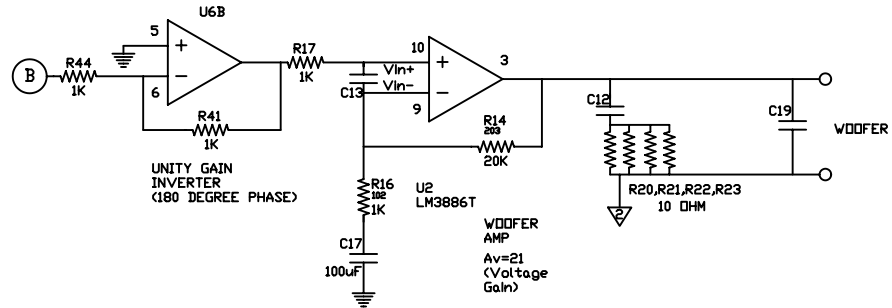 U6B
5
R44
B
1K
6
R17
1K
R41
1K
UNITY GAIN
INVERTER
(180 DEGREE PHASE)
10
VIn+
VIn-
C13
9
3
R14
203
20K
R16
102
1K
C17
100uF
U2
LM3886T
WOOFER
AMP
Av=21
(Voltage
GaIn)
C12
C19
WOOFER
R20,R21,R22,R23
10 OHM
2